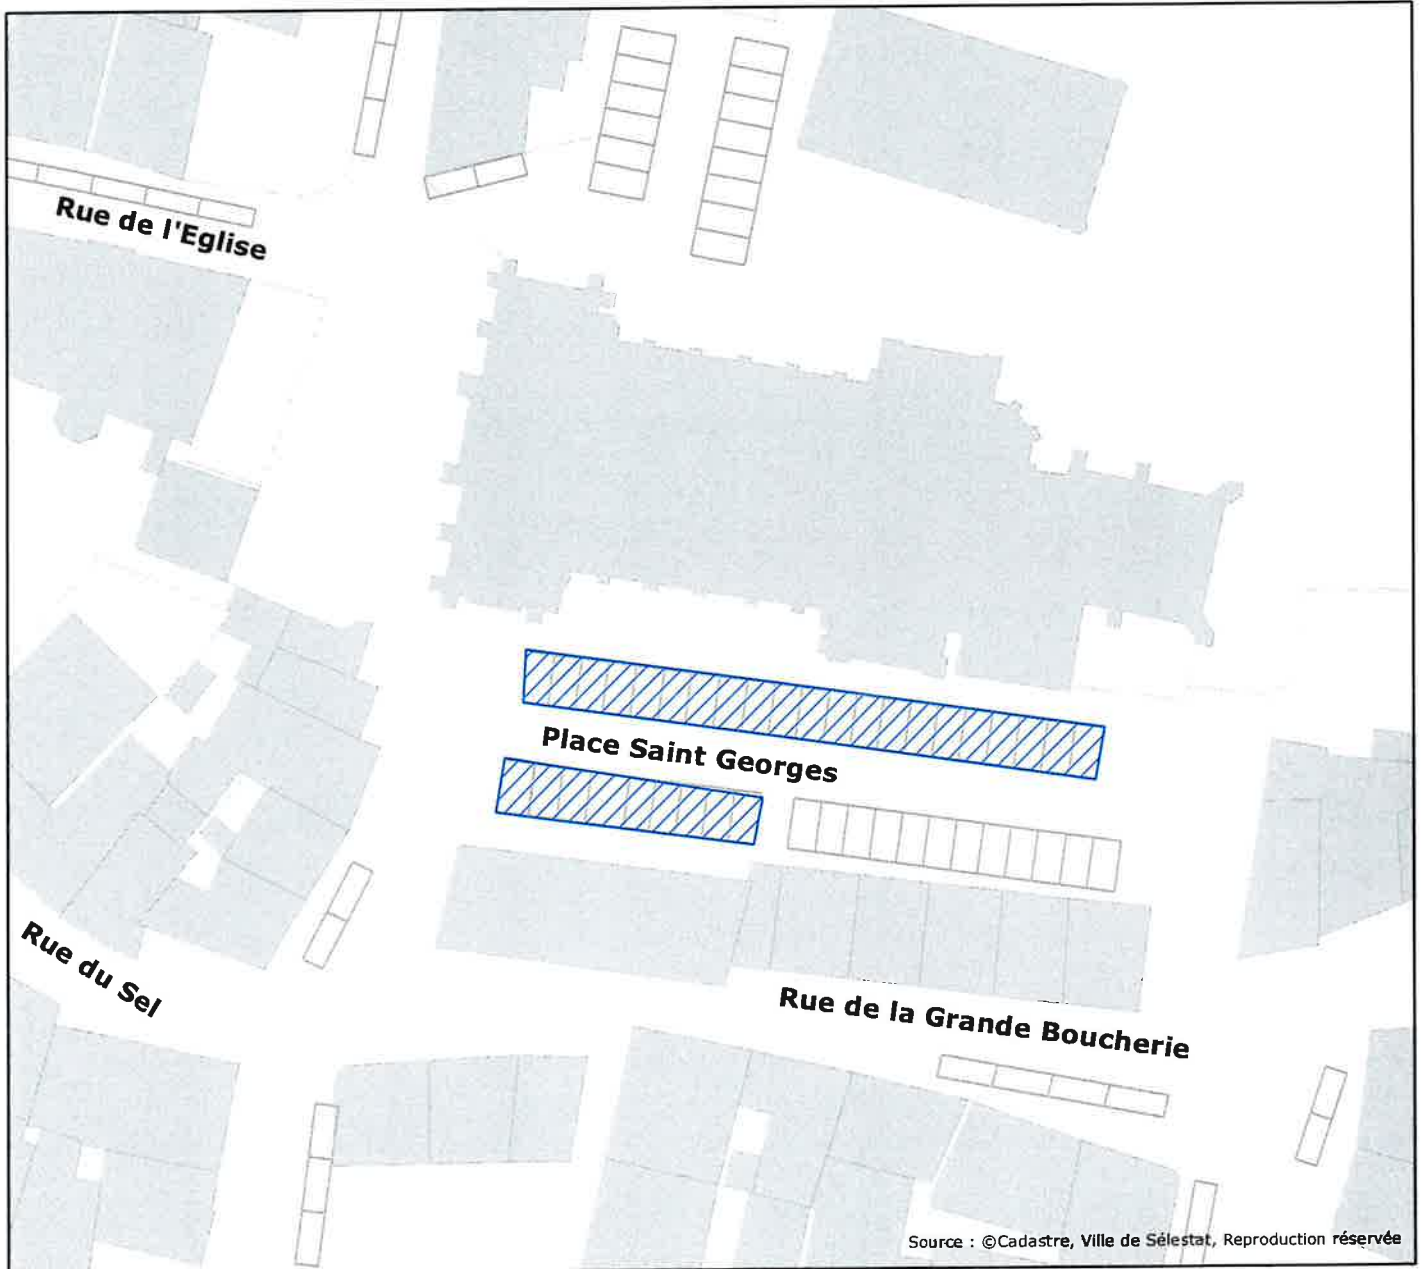 Rue de l'Eglise
Place Saint Georges
Rue du Sel
Rue de la Grande Boucherie
Source : ©Cadastre, Ville de Sélestat, Reproduction réservée